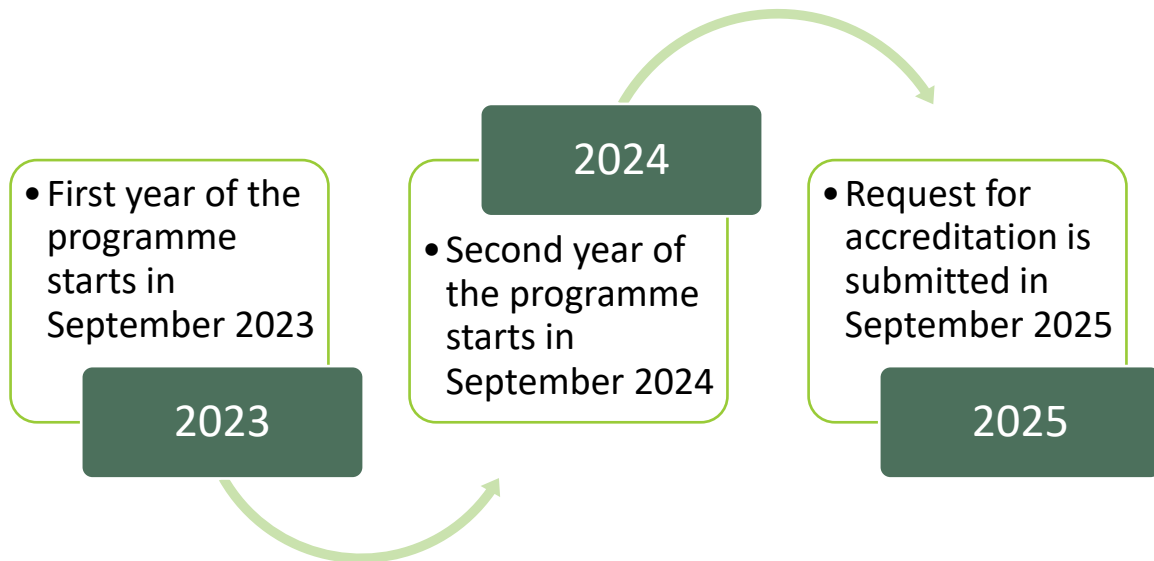 • First year of the
programme
starts in
September 2023
2023
2024
• Second year of
the programme
starts in
September 2024
• Request for
accreditation is
submitted in
September 2025
2025